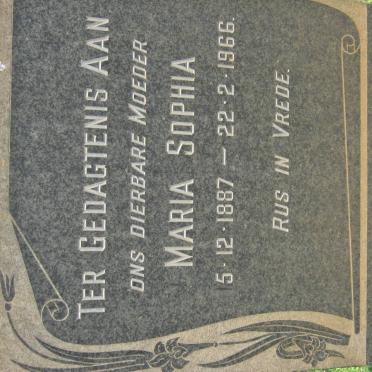 TER GEDAGTENIS AAN
ONS DIERBARE MOEDER
MARIA SOPHIA
5·12·1887 — 22·2·1966.
RUS IN VREDE.